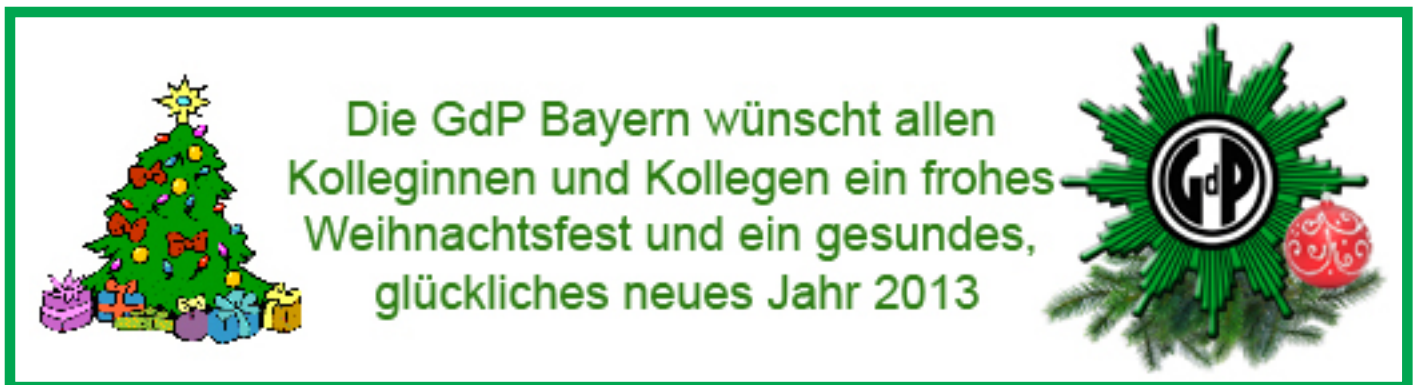 Die GdP Bayern wünscht allen
Kolleginnen und Kollegen ein frohes
Weihnachtsfest und ein gesundes,
glückliches neues Jahr 2013
GdP